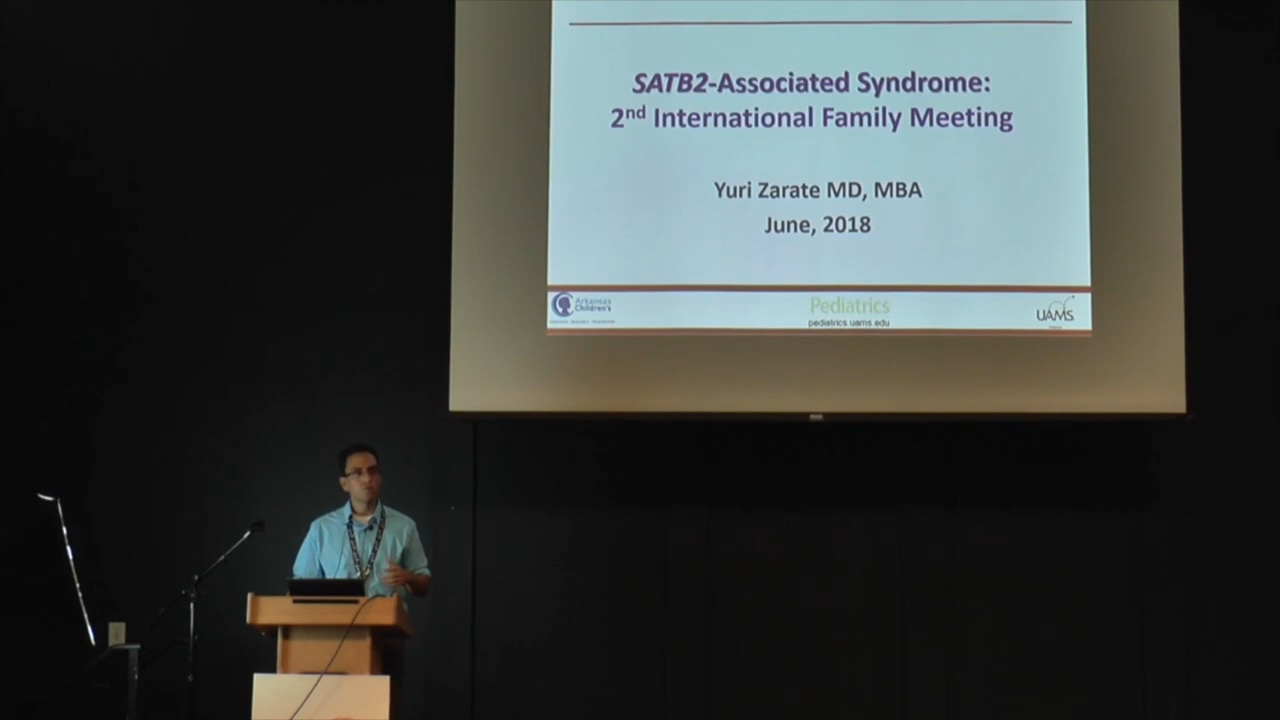 SATB2-Associated Syndrome:
2nd International Family Meeting
Yuri Zarate MD, MBA
June, 2018
Arkansas
Children's
Pediatrics
pediatrics.uams.edu
UAMS